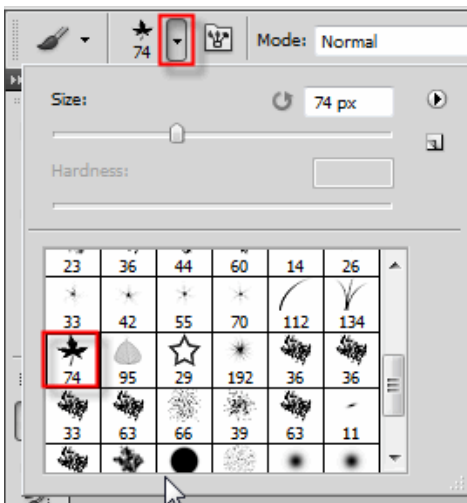 74
Mode: Normal
Size: 74 px
Hardness:
23 36 44 60 14 26
33 42 55 70 112 134
74 95 29 192 36 36
33 63 66 39 63 11